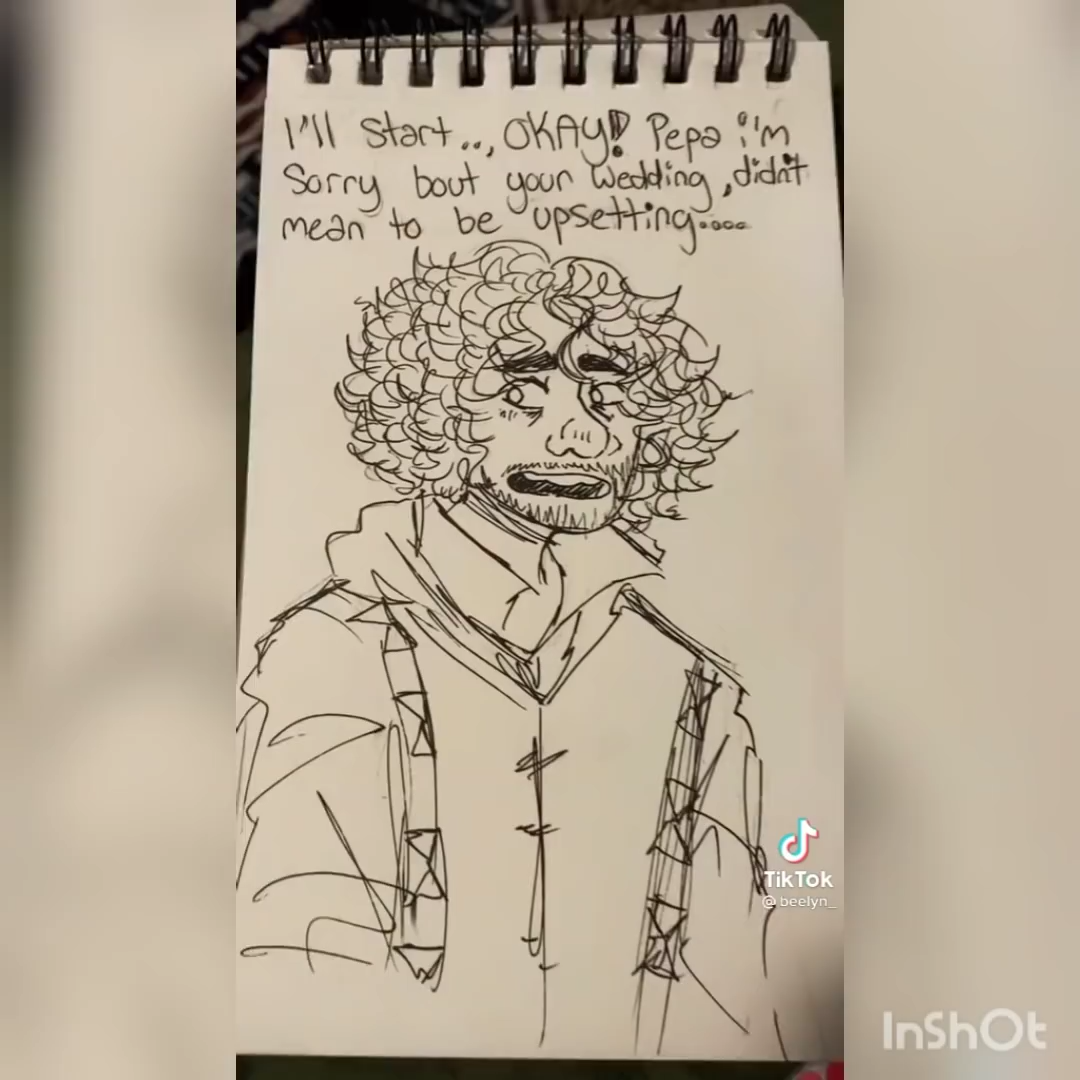 I'll start.., OKAY! Pepa i'm
Sorry bout your wedding, didn't
mean to be upsetting.....
TikTok
@beelyn_
InShOt